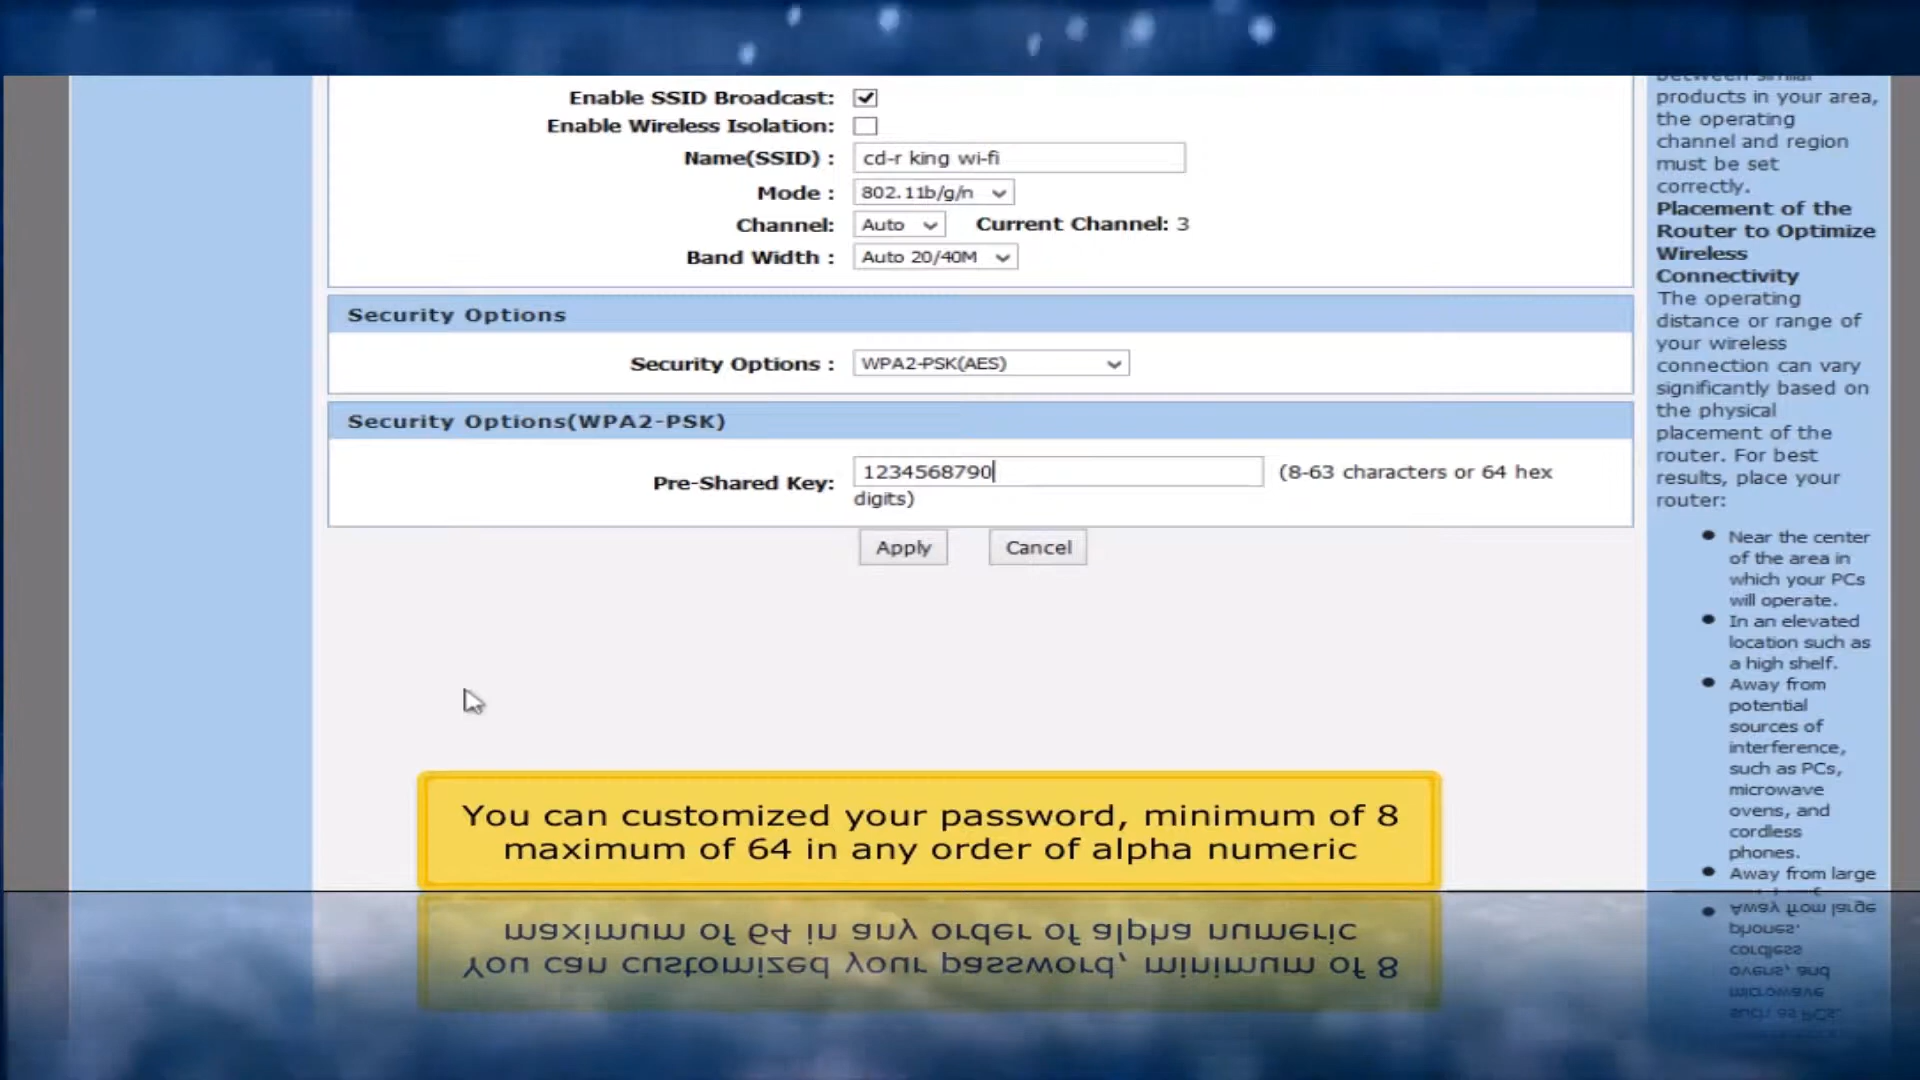 Enable SSID Broadcast:
Enable Wireless Isolation:
Name(SSID) : cd-r king wi-fi
Mode : 802.11b/g/n
Channel: Auto Current Channel: 3
Band Width : Auto 20/40M
Security Options
Security Options : WPA2-PSK(AES)
Security Options(WPA2-PSK)
Pre-Shared Key: 1234568790 (8-63 characters or 64 hex
digits)
Apply Cancel
You can customized your password, minimum of 8
maximum of 64 in any order of alpha numeric
between similar
products in your area,
the operating
channel and region
must be set
correctly.
Placement of the
Router to Optimize
Wireless
Connectivity
The operating
distance or range of
your wireless
connection can vary
significantly based on
the physical
placement of the
router. For best
results, place your
router:
Near the center
of the area in
which your PCs
will operate.
In an elevated
location such as
a high shelf.
Away from
potential
sources of
interference,
such as PCs,
microwave
ovens, and
cordless
phones.
Away from large